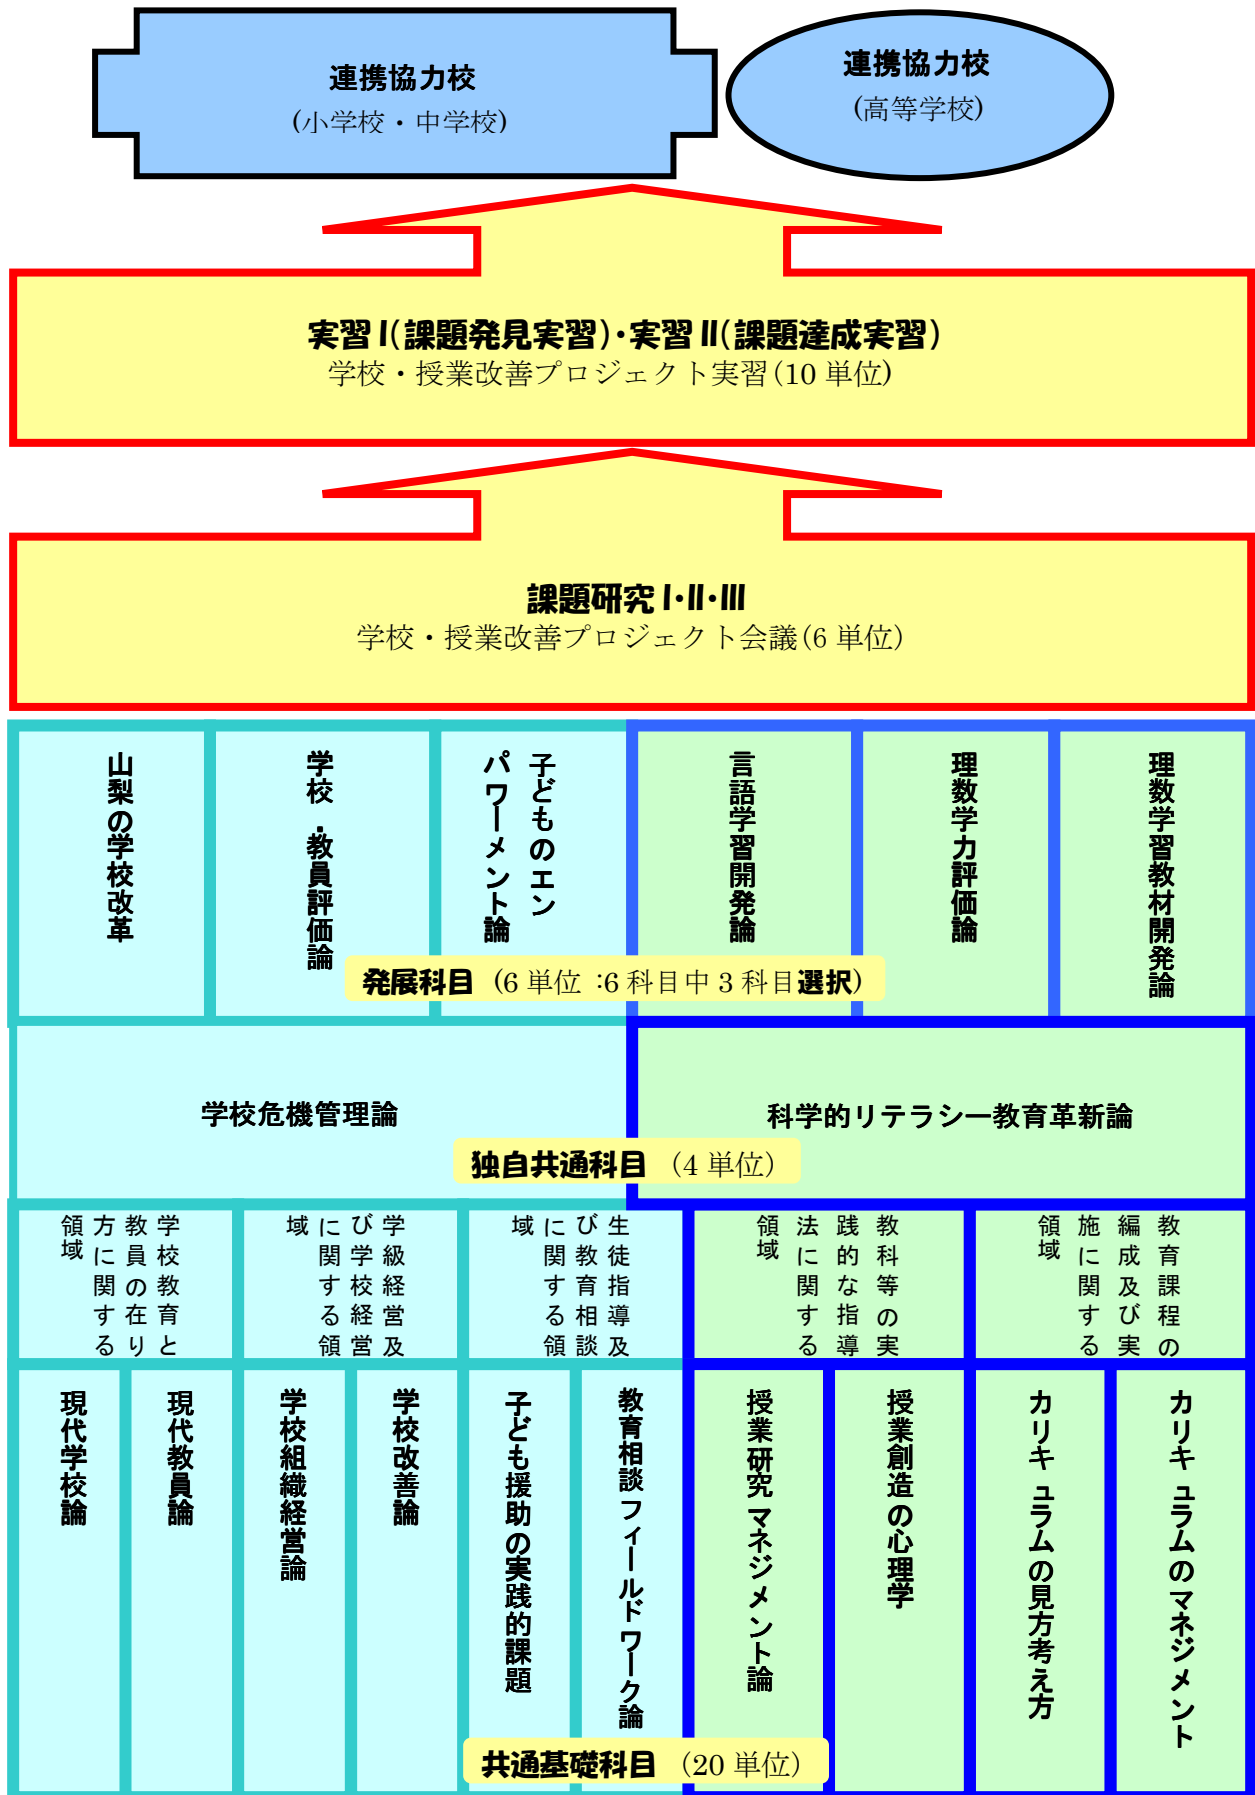 連携協力校
(小学校・中学校)
連携協力校
(高等学校)
実習Ⅰ(課題発見実習)・実習Ⅱ(課題達成実習)
学校・授業改善プロジェクト実習(10 単位)
課題研究Ⅰ・Ⅱ・Ⅲ
学校・授業改善プロジェクト会議(6 単位)
山梨の学校改革
学校・教員評価論
子どものエン
パワーメント論
言語学習開発論
理数学力評価論
理数学習教材開発論
発展科目 (6 単位 :6 科目中 3 科目選択)
学校危機管理論
科学的リテラシー教育革新論
独自共通科目 (4 単位)
学校教育と
教員の在り
方に関する
領域
学級経営及
び学校経営
に関する領
域
生徒指導及
び教育相談
に関する領
域
教科等の実
践的な指導
法に関する
領域
教育課程の
編成及び実
施に関する
領域
現代学校論
現代教員論
学校組織経営論
学校改善論
子ども援助の実践的課題
教育相談フィールドワーク論
授業研究マネジメント論
授業創造の心理学
カリキュラムの見方考え方
カリキュラムのマネジメント
共通基礎科目 (20 単位)